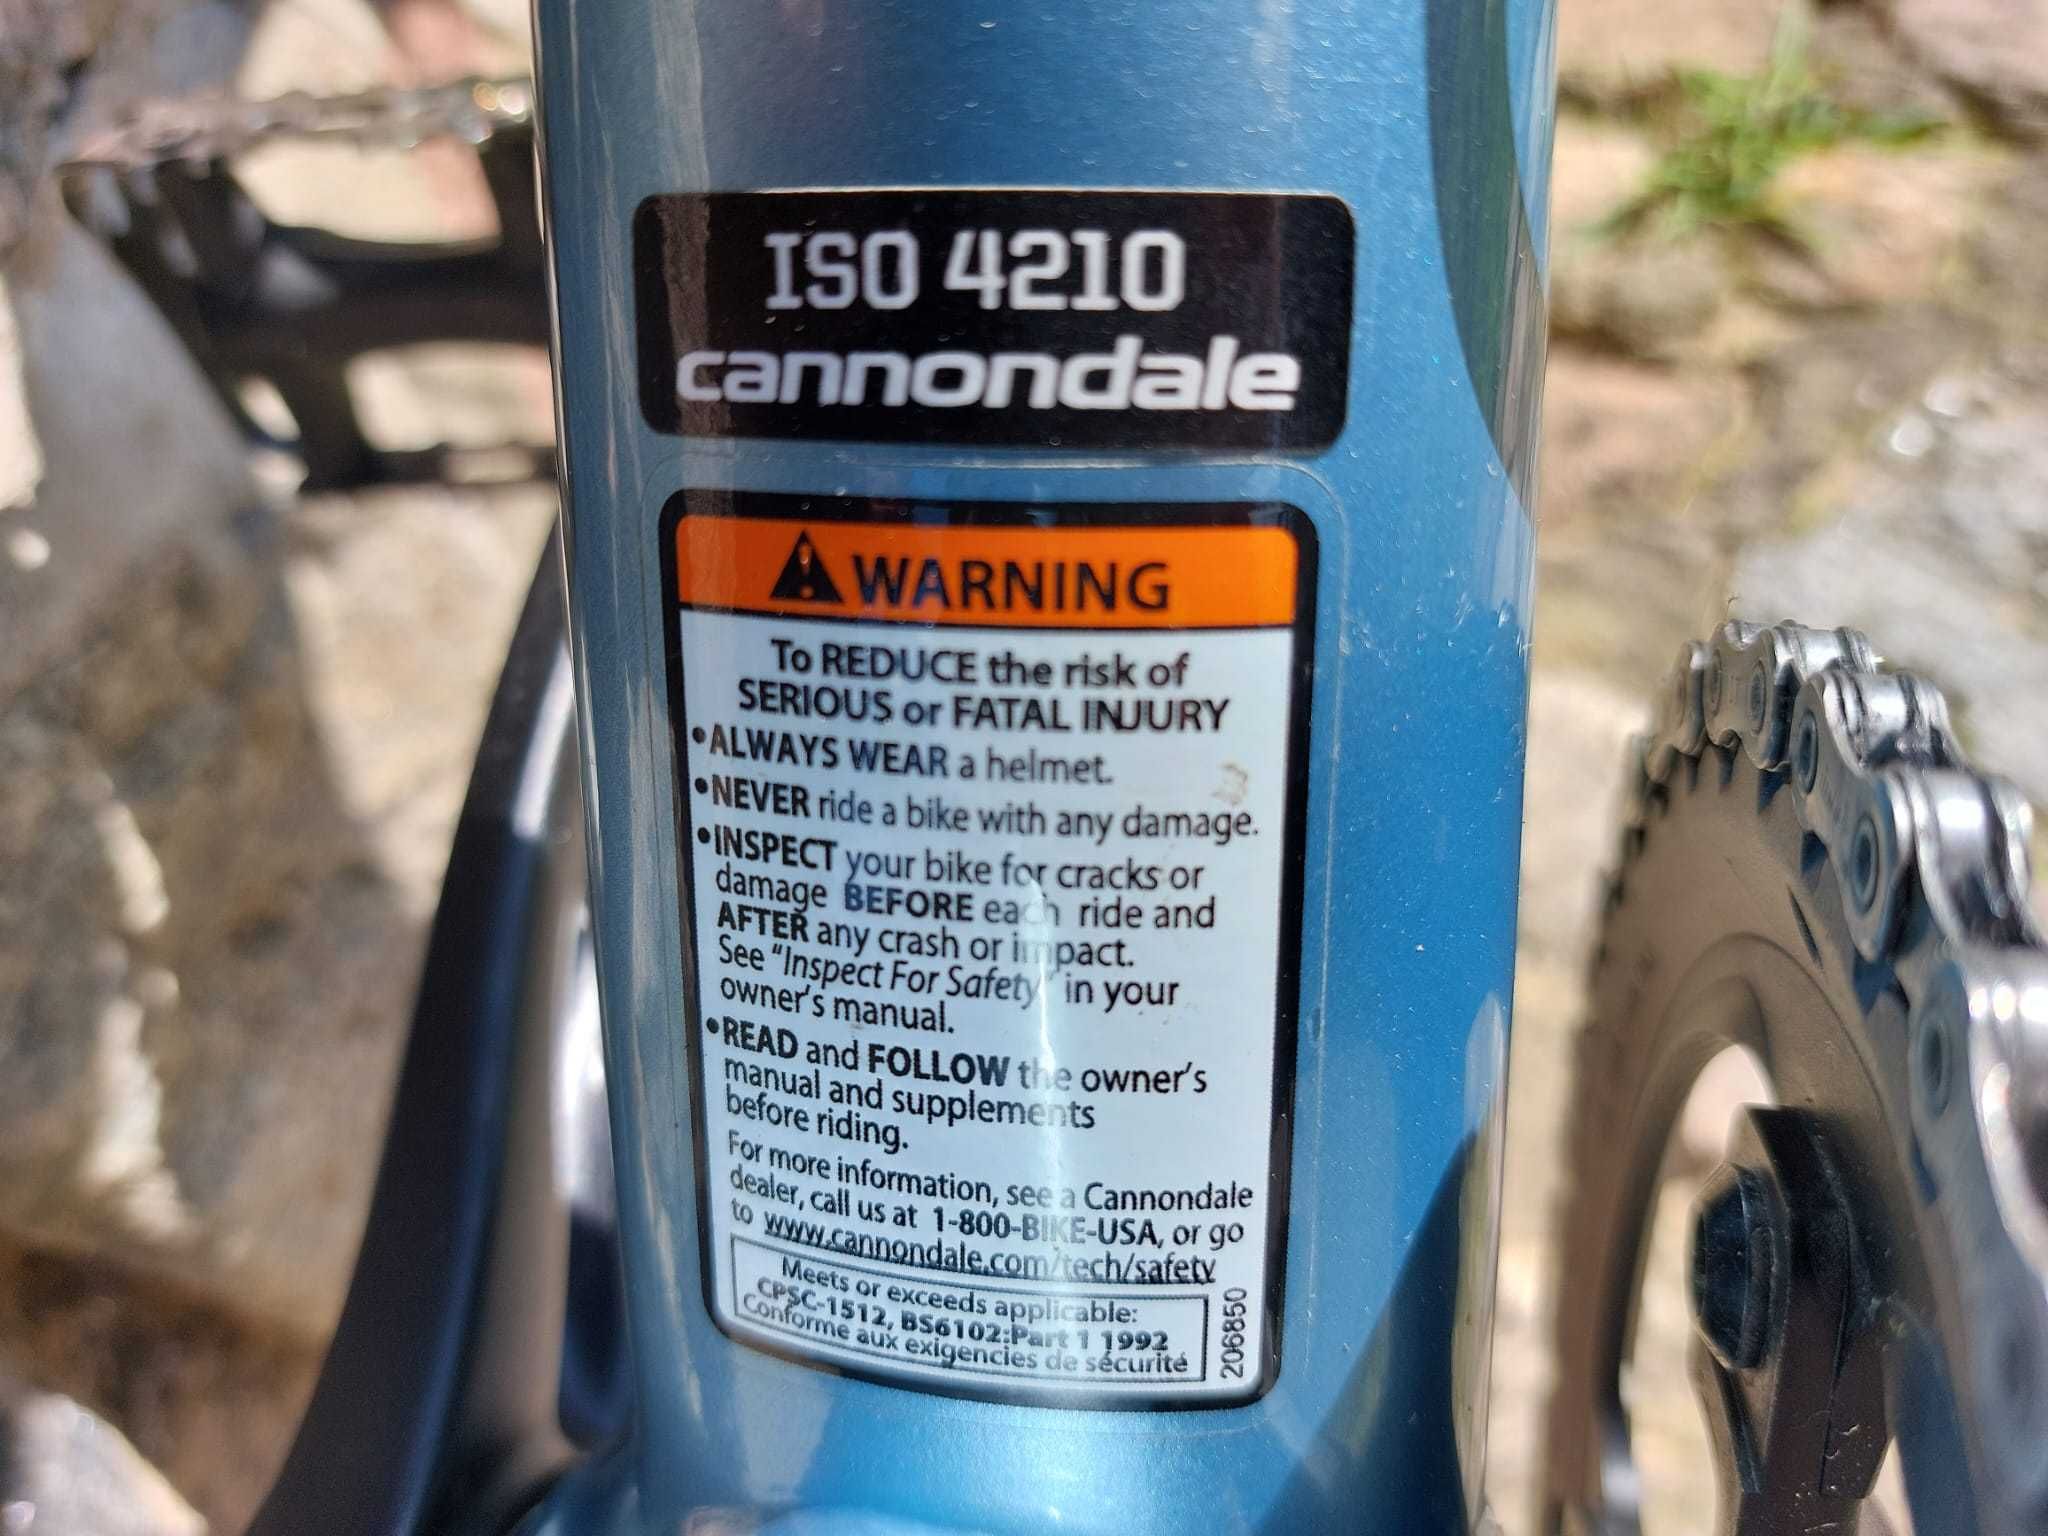 ISO 4210
cannondale
WARNING
To REDUCE the risk of
SERIOUS or FATAL INJURY
•ALWAYS WEAR a helmet.
•NEVER ride a bike with any damage.
•INSPECT your bike for cracks or
damage BEFORE each ride and
AFTER any crash or impact.
See "Inspect For Safety" in your
owner's manual.
•READ and FOLLOW the owner's
manual and supplements
before riding.
For more information, see a Cannondale
dealer, call us at 1-800-BIKE-USA, or go
to www.cannondale.com/tech/safety
Meets or exceeds applicable:
CPSC-1512, BS6102:Part 1 1992
Conforme aux exigencies de sécurité
206850